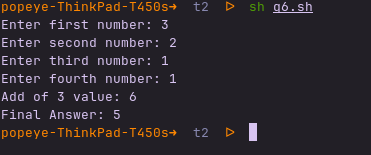 popeye-ThinkPad-T450s→ t2 ▷ sh q6.sh
Enter first number: 3
Enter second number: 2
Enter third number: 1
Enter fourth number: 1
Add of 3 value: 6
Final Answer: 5
popeye-ThinkPad-T450s→ t2 ▷